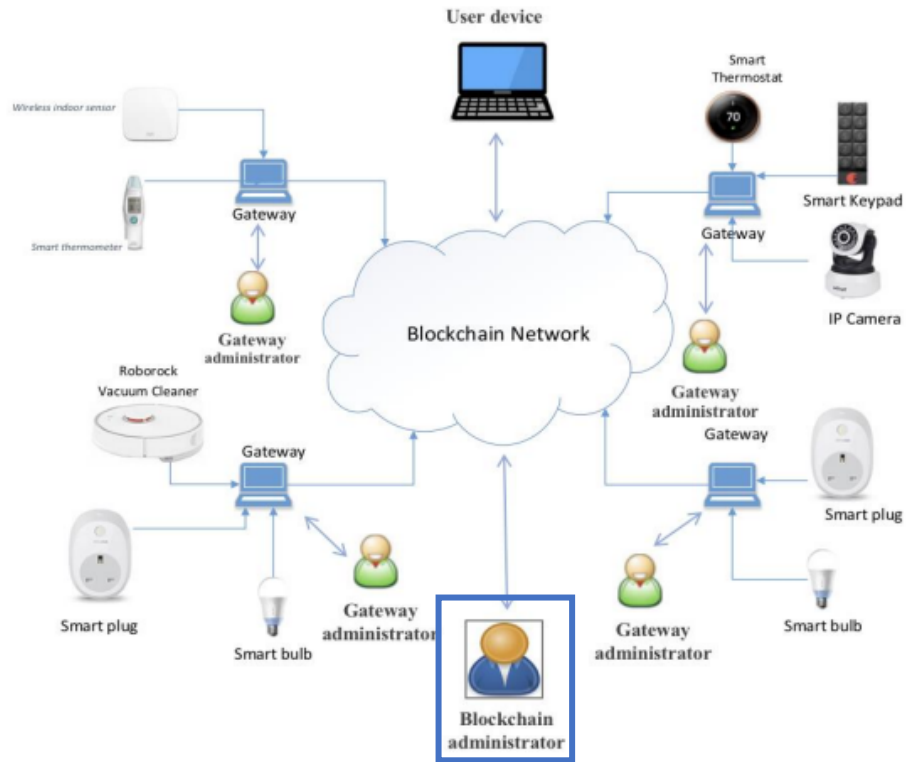 User device
Smart
Thermostat
70
Wireless indoor sensor
Gateway
Smart Keypad
Smart thermometer
Gateway
IP Camera
Gateway
administrator
Blockchain Network
Gateway
administrator
Roborock
Vacuum Cleaner
Gateway
Gateway
Smart plug
Smart plug
Gateway
administrator
Smart bulb
Gateway
administrator
Smart bulb
Blockchain
administrator